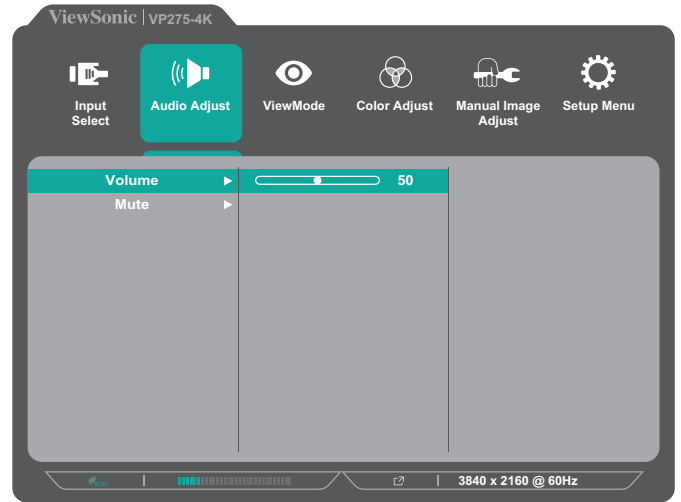 ViewSonic | VP275-4K
Input
Select
Audio Adjust
ViewMode
Color Adjust
Manual Image
Adjust
Setup Menu
Volume
50
Mute
eco
3840 x 2160 @ 60Hz